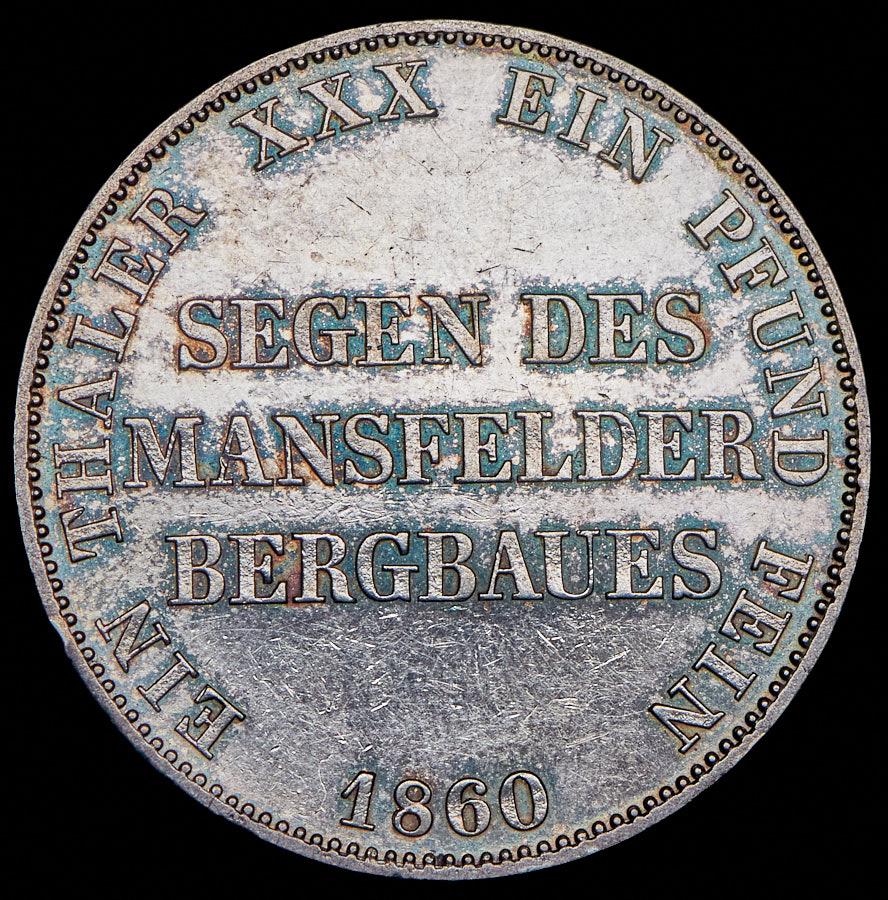 EIN THALER XXX EIN PFUND FEIN
SEGEN DES
MANSFELDER
BERGBAUES
1860